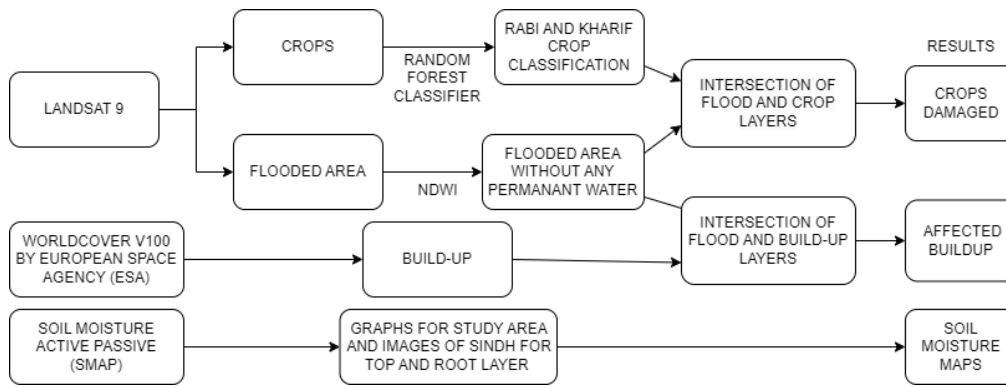 CROPS
RABI AND KHARIF
CROP
CLASSIFICATION
RANDOM
FOREST
CLASSIFIER
RESULTS
LANDSAT 9
INTERSECTION OF
FLOOD AND CROP
LAYERS
CROPS
DAMAGED
FLOODED AREA
NDWI
FLOODED AREA
WITHOUT ANY
PERMANANT WATER
WORLDCOVER V100
BY EUROPEAN SPACE
AGENCY (ESA)
BUILD-UP
INTERSECTION OF
FLOOD AND BUILD-UP
LAYERS
AFFECTED
BUILDUP
SOIL MOISTURE
ACTIVE PASSIVE
(SMAP)
GRAPHS FOR STUDY AREA
AND IMAGES OF SINDH FOR
TOP AND ROOT LAYER
SOIL
MOISTURE
MAPS